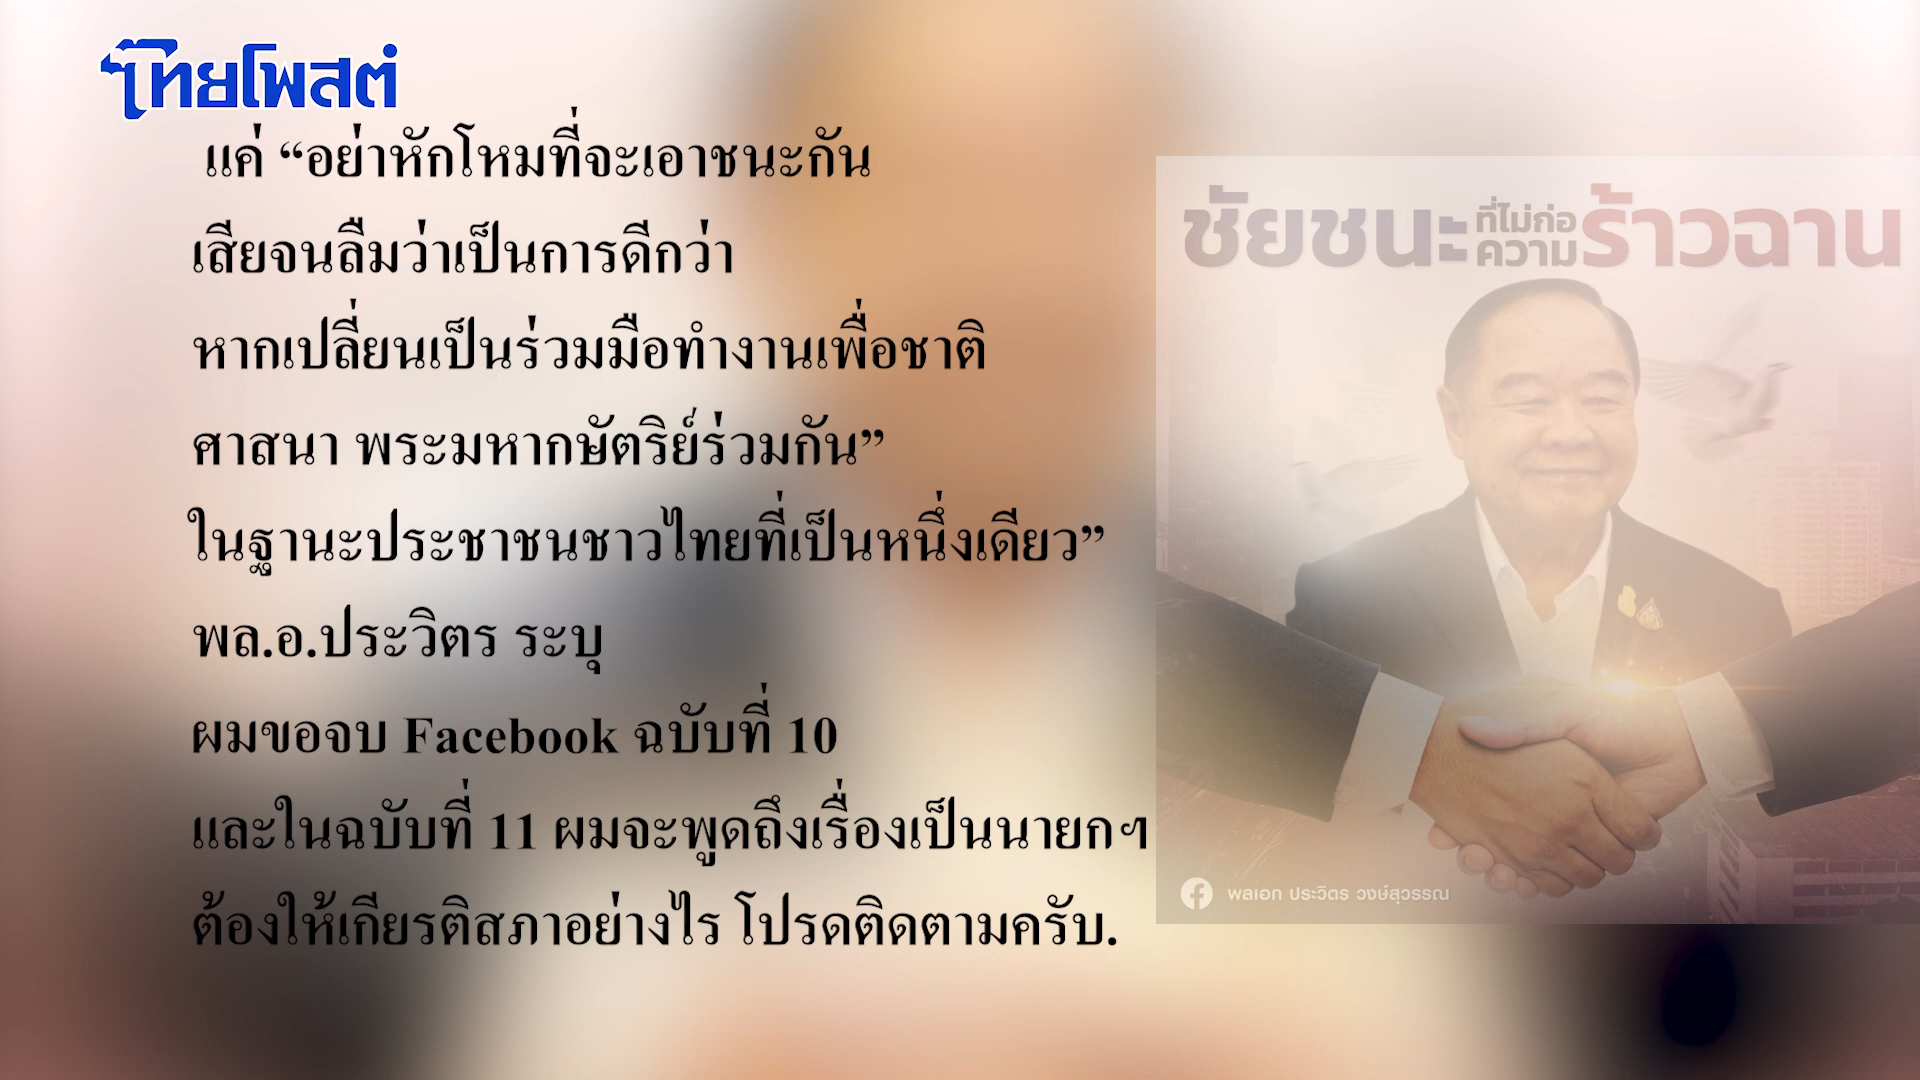 ไทยโพสต์
แค่ “อย่าหักโหมที่จะเอาชนะกัน
เสียจนลืมว่าเป็นการดีกว่า
หากเปลี่ยนเป็นร่วมมือทำงานเพื่อชาติ
ศาสนา พระมหากษัตริย์ร่วมกัน”
ในฐานะประชาชนชาวไทยที่เป็นหนึ่งเดียว”
พล.อ.ประวิตร ระบุ
ผมขอจบ Facebook ฉบับที่ 10
และในฉบับที่ 11 ผมจะพูดถึงเรื่องเป็นนายกฯ
ต้องให้เกียรติสภาอย่างไร โปรดติดตามครับ.
ชัยชนะที่ไม่ก่อความร้าวฉาน
พลเอก ประวิตร วงษ์สุวรรณ